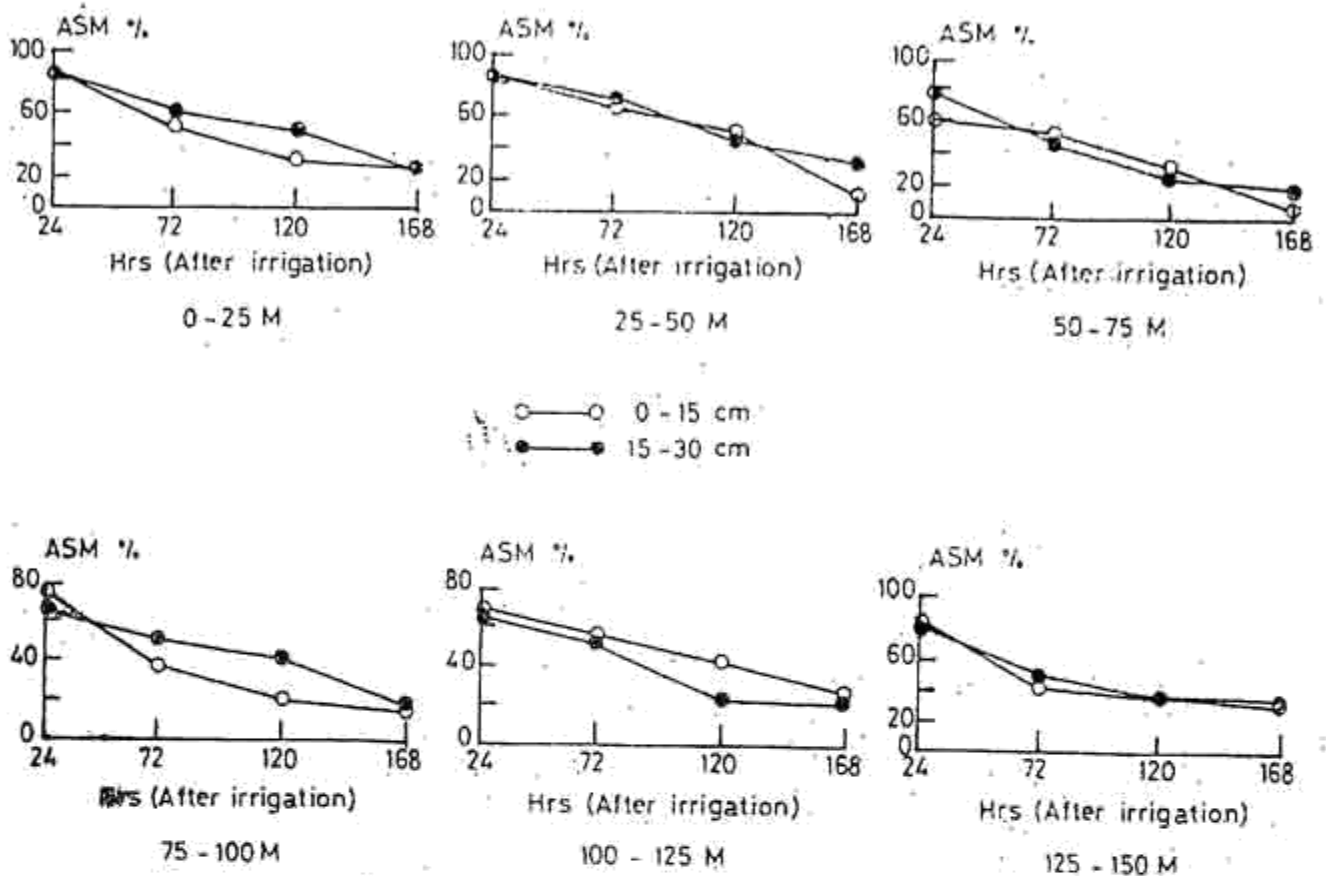 ASM %
100
60
20
0
24 72 120 168
Hrs (After irrigation)
0-25 M
ASM %
100
60
20
0
24 72 120 168
Hrs (After irrigation)
25-50 M
ASM %
100
60
20
0
24 72 120 168
Hrs (After irrigation)
50-75 M
0-15 cm
15-30 cm
ASM %
80
40
0
24 72 120 168
Hrs (After irrigation)
75-100 M
ASM %
80
40
0
24 72 120 168
Hrs (After irrigation)
100-125 M
ASM %
100
60
20
0
24 72 120 168
Hrs (After irrigation)
125-150 M